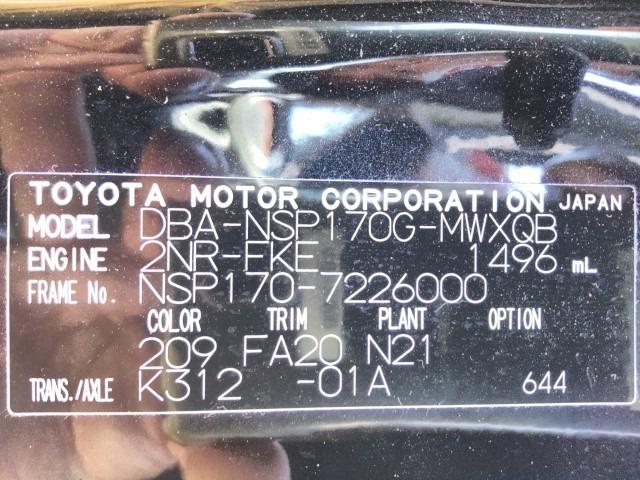 TOYOTA MOTOR CORPORATION JAPAN
MODEL DBA-NSP170G-MWXQB
ENGINE 2NR-FKE 1496 mL
FRAME No. NSP170-7226000
COLOR TRIM PLANT OPTION
209 FA20 N21
TRANS./AXLE K312 -01A 644